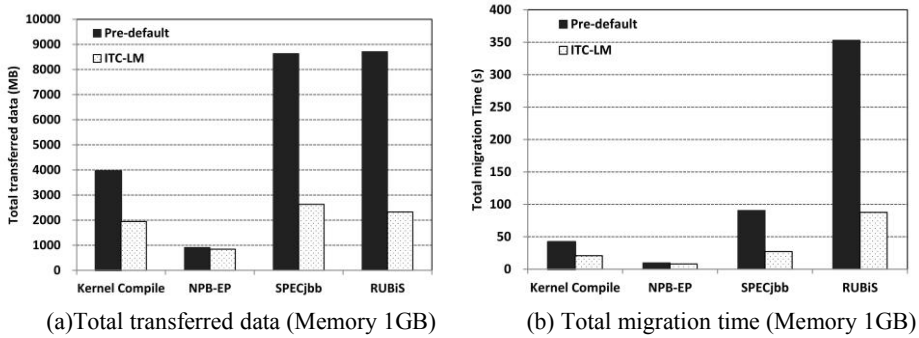 Total transferred data (MB)
10000
9000
8000
7000
6000
5000
4000
3000
2000
1000
0
Pre-default
ITC-LM
Kernel Compile NPB-EP SPECjbb RUBiS
(a)Total transferred data (Memory 1GB)
Total migration Time (s)
400
350
300
250
200
150
100
50
0
Pre-default
ITC-LM
Kernel Compile NPB-EP SPECjbb RUBiS
(b) Total migration time (Memory 1GB)